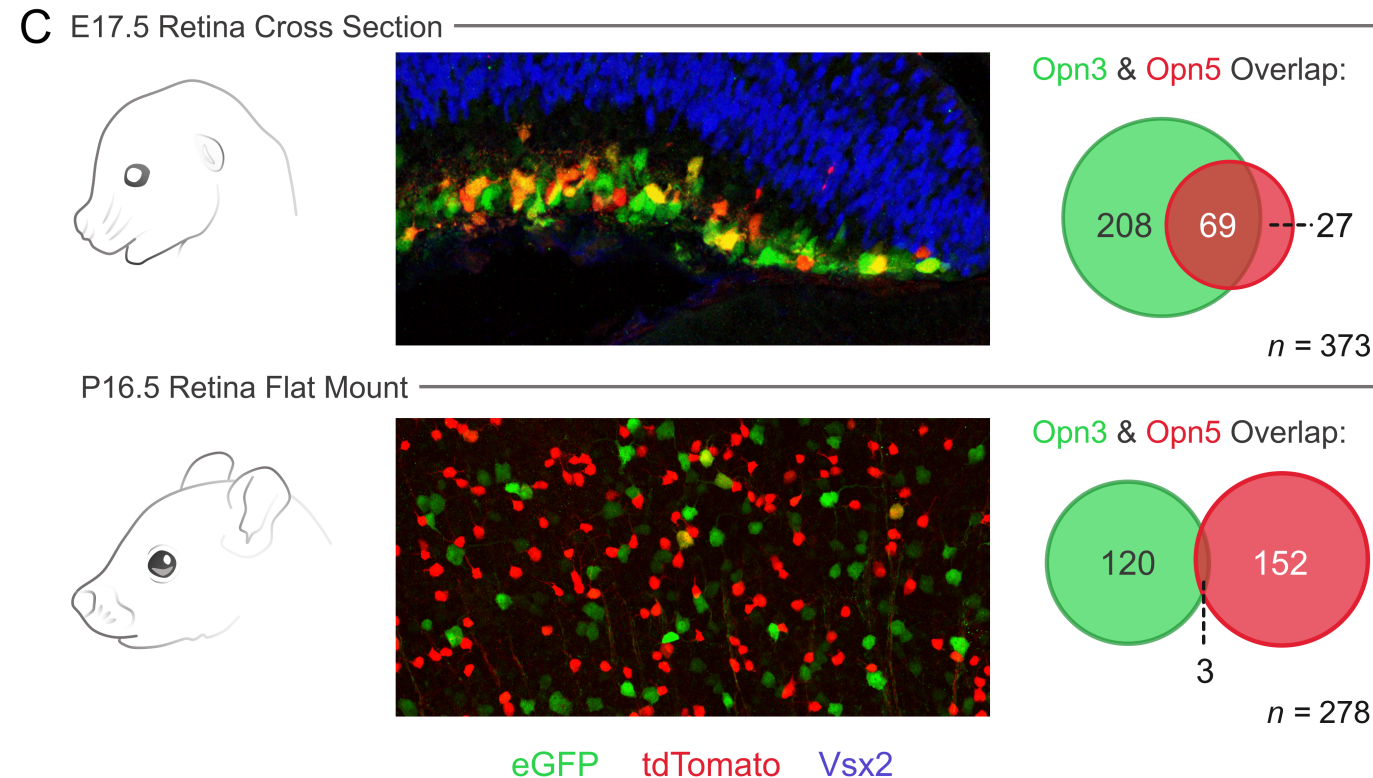 C E17.5 Retina Cross Section
Opn3 & Opn5 Overlap:
208 69 27
n = 373
P16.5 Retina Flat Mount
Opn3 & Opn5 Overlap:
120 152
3
n = 278
eGFP tdTomato Vsx2